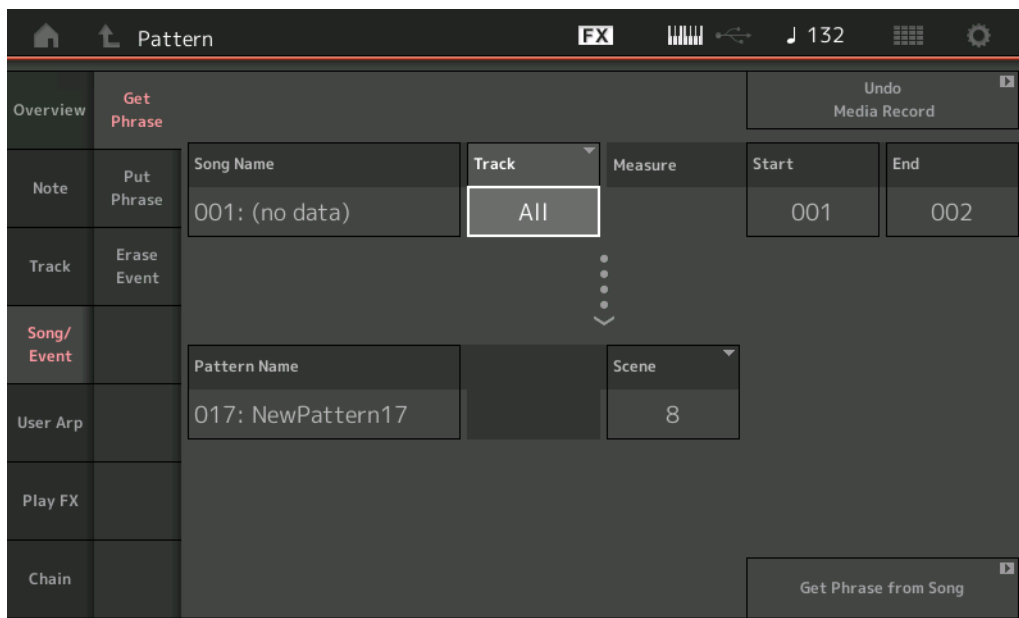 Pattern
FX
♩ 132
Overview
Note
Track
Song/
Event
User Arp
Play FX
Chain
Get
Phrase
Put
Phrase
Erase
Event
Undo
Media Record
Song Name
001: (no data)
Track
All
Measure
Start
001
End
002
Pattern Name
017: NewPattern17
Scene
8
Get Phrase from Song